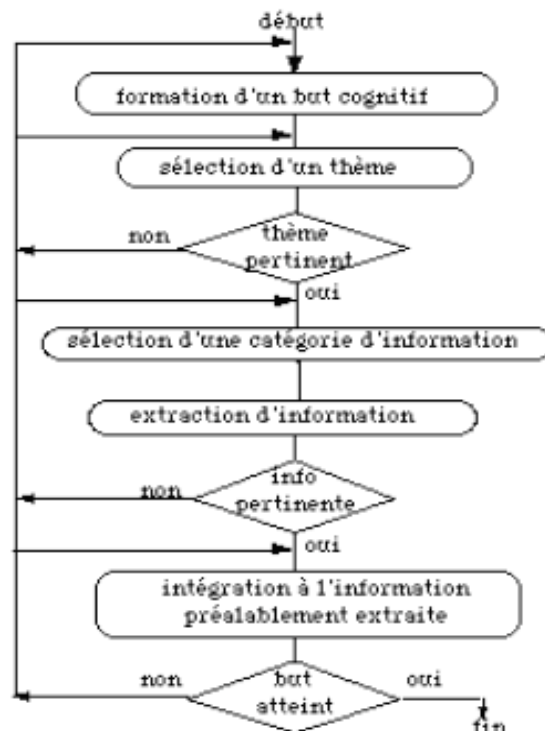 début
formation d'un but cognitif
sélection d'un thème
non
thème
pertinent
oui
sélection d'une catégorie d'information
extraction d'information
non
info
pertinente
oui
intégration à l'information
préalablement extraite
non
but
atteint
oui
fin